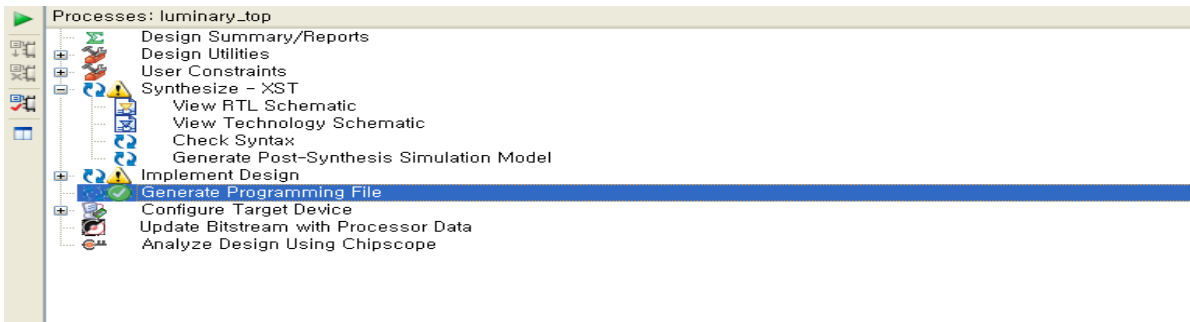 Processes: luminary_top
Design Summary/Reports
Design Utilities
User Constraints
Synthesize - XST
View RTL Schematic
View Technology Schematic
Check Syntax
Generate Post-Synthesis Simulation Model
Implement Design
Generate Programming File
Configure Target Device
Update Bitstream with Processor Data
Analyze Design Using Chipscope